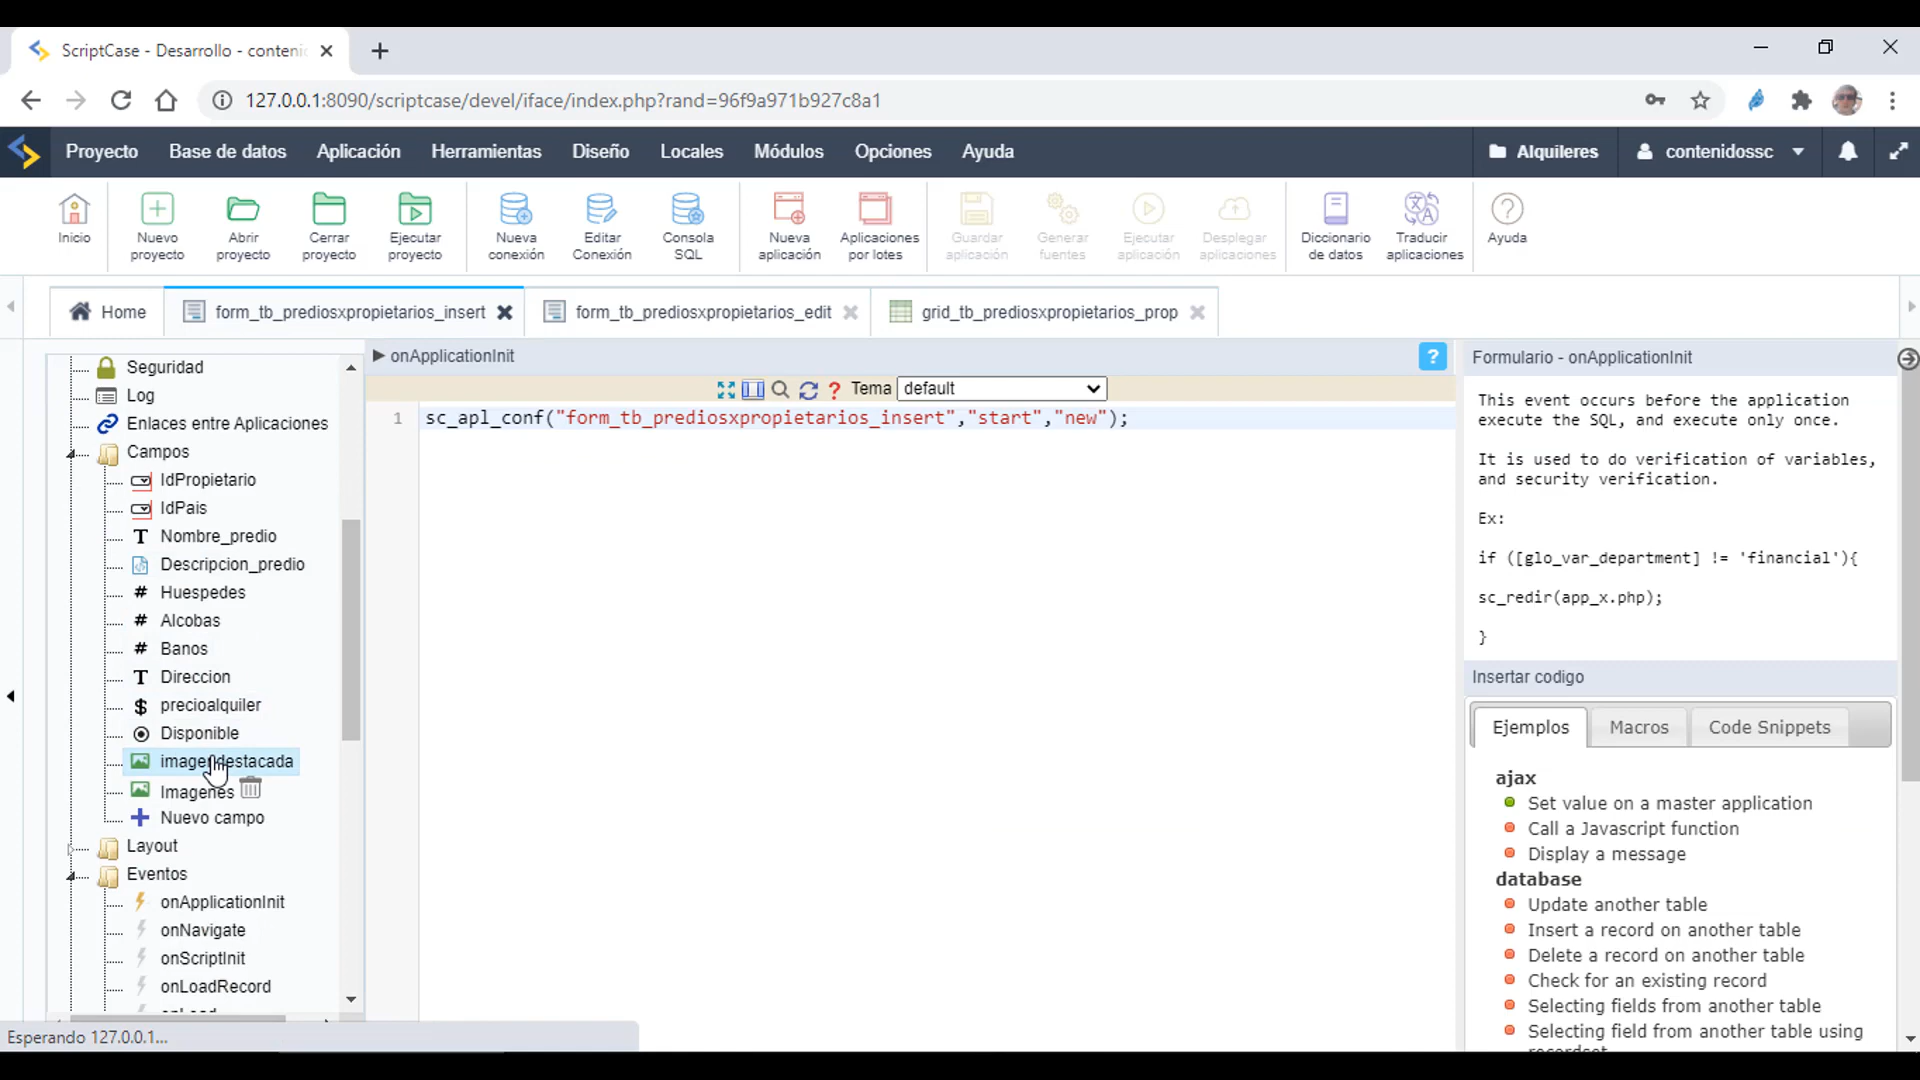 ScriptCase - Desarrollo - conteni
127.0.0.1:8090/scriptcase/devel/iface/index.php?rand=96f9a971b927c8a1
Proyecto Base de datos Aplicación Herramientas Diseño Locales Módulos Opciones Ayuda Alquileres contenidossc
Inicio
Nuevo proyecto
Abrir proyecto
Cerrar proyecto
Ejecutar proyecto
Nueva conexión
Editar Conexión
Consola SQL
Nueva aplicación
Aplicaciones por lotes
Guardar aplicación
Generar fuentes
Ejecutar aplicación
Desplegar aplicaciones
Diccionario de datos
Traducir aplicaciones
Ayuda
Home form_tb_prediosxpropietarios_insert form_tb_prediosxpropietarios_edit grid_tb_prediosxpropietarios_prop
Seguridad
Log
Enlaces entre Aplicaciones
Campos
IdPropietario
IdPais
Nombre_predio
Descripcion_predio
Huespedes
Alcobas
Banos
Direccion
precioalquiler
Disponible
imagendestacada
Imagenes
Nuevo campo
Layout
Eventos
onApplicationInit
onNavigate
onScriptInit
onLoadRecord
onLoad
Esperando 127.0.0.1...
onApplicationInit
?
? Tema default
1 sc_apl_conf("form_tb_prediosxpropietarios_insert","start","new");
Formulario - onApplicationInit
This event occurs before the application
execute the SQL, and execute only once.
It is used to do verification of variables,
and security verification.
Ex:
if ([glo_var_department] != 'financial'){
sc_redir(app_x.php);
}
Insertar codigo
Ejemplos Macros Code Snippets
ajax
Set value on a master application
Call a Javascript function
Display a message
database
Update another table
Insert a record on another table
Delete a record on another table
Check for an existing record
Selecting fields from another table
Selecting field from another table using
recordset